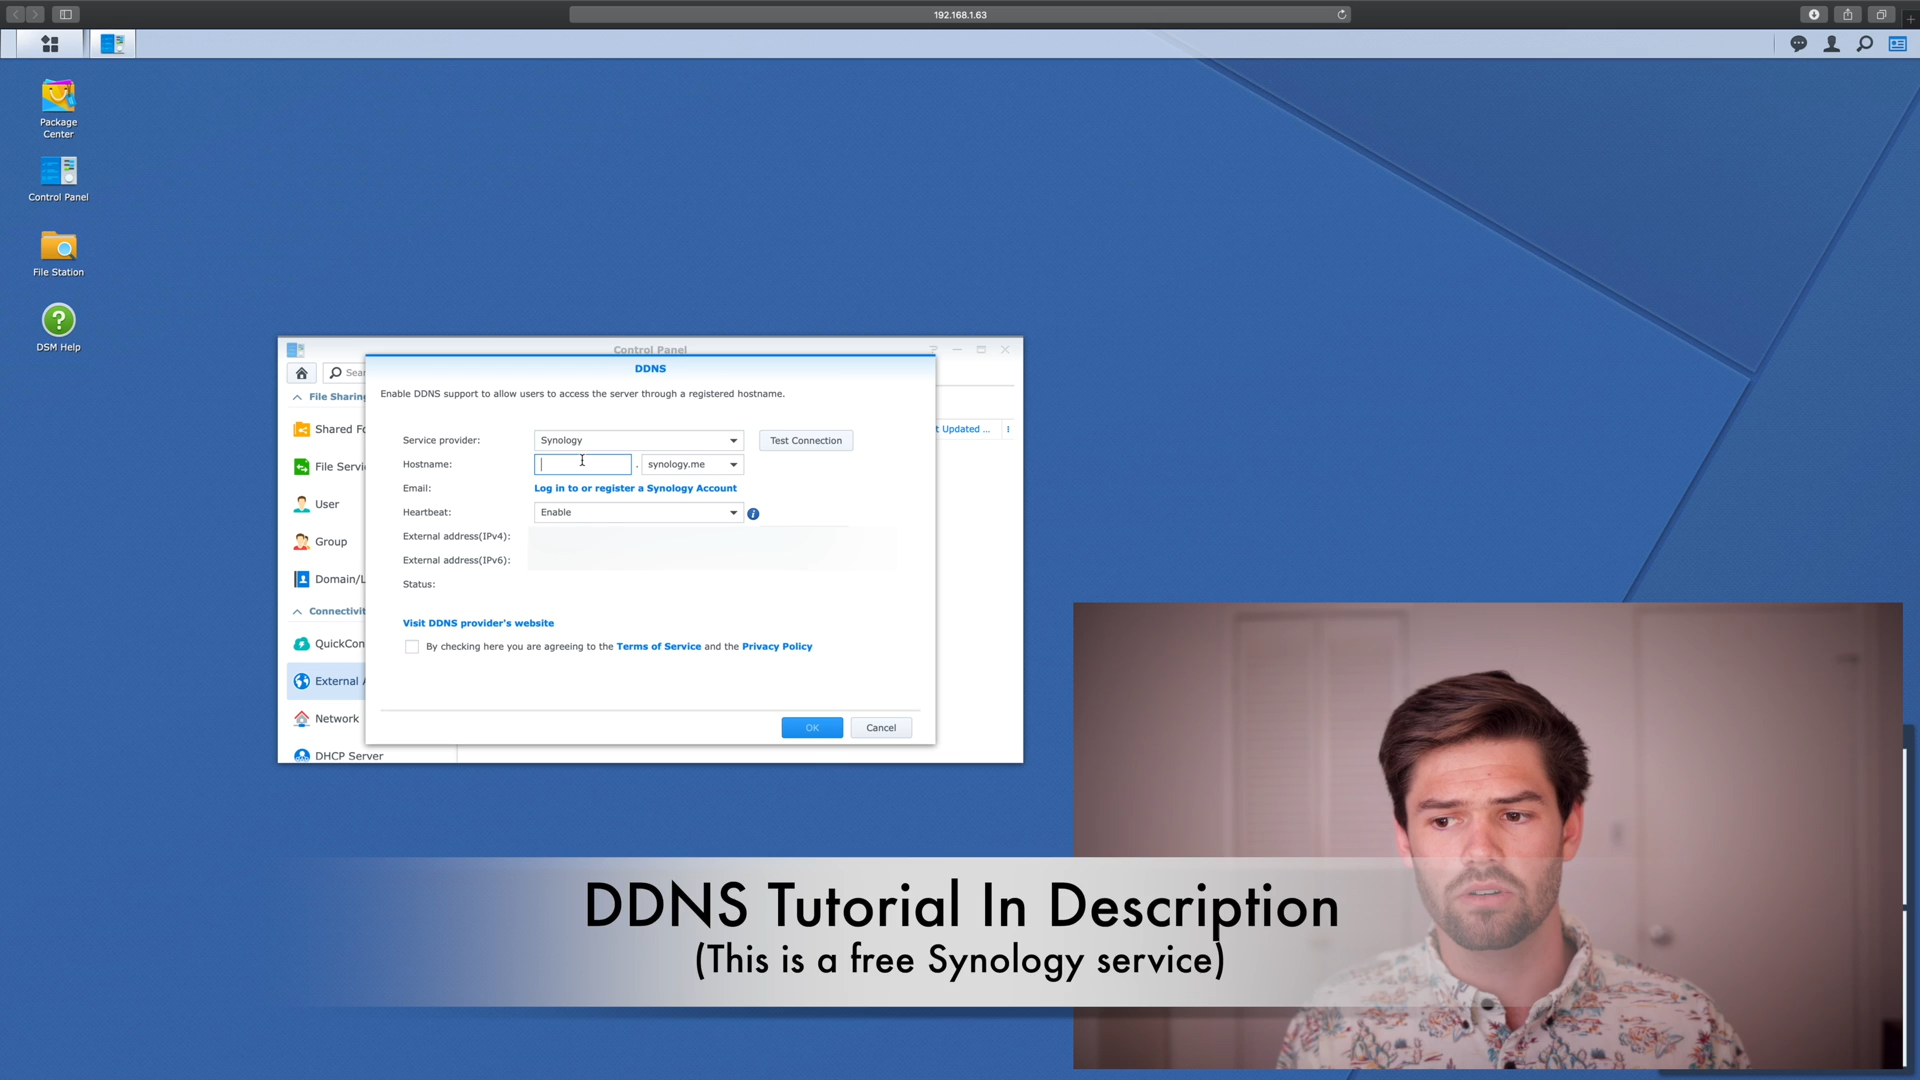 192.168.1.63
Package
Center
Control Panel
File Station
DSM Help
Control Panel
DDNS
Enable DDNS support to allow users to access the server through a registered hostname.
Service provider:
Synology
Test Connection
Hostname:
.
synology.me
Email:
Log in to or register a Synology Account
Heartbeat:
Enable
External address(IPv4):
External address(IPv6):
Status:
Visit DDNS provider's website
By checking here you are agreeing to the Terms of Service and the Privacy Policy
OK
Cancel
Sea
File Sharing
Shared Fo
File Servi
User
Group
Domain/L
Connectivit
QuickCon
External A
Network
DHCP Server
t Updated ...
DDNS Tutorial In Description
(This is a free Synology service)